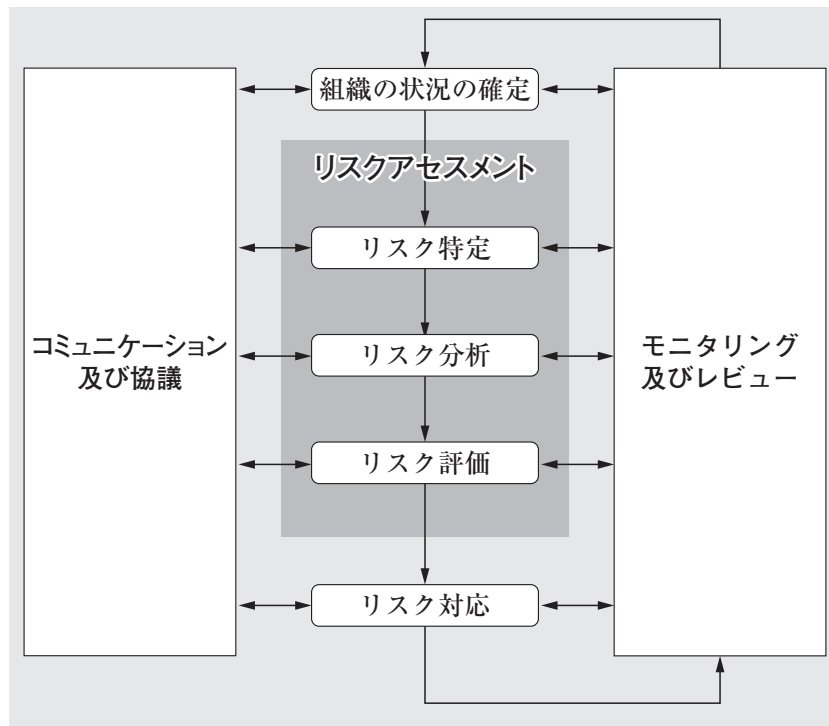 組織の状況の確定
リスクアセスメント
リスク特定
コミュニケーション
及び協議
リスク分析
モニタリング
及びレビュー
リスク評価
リスク対応